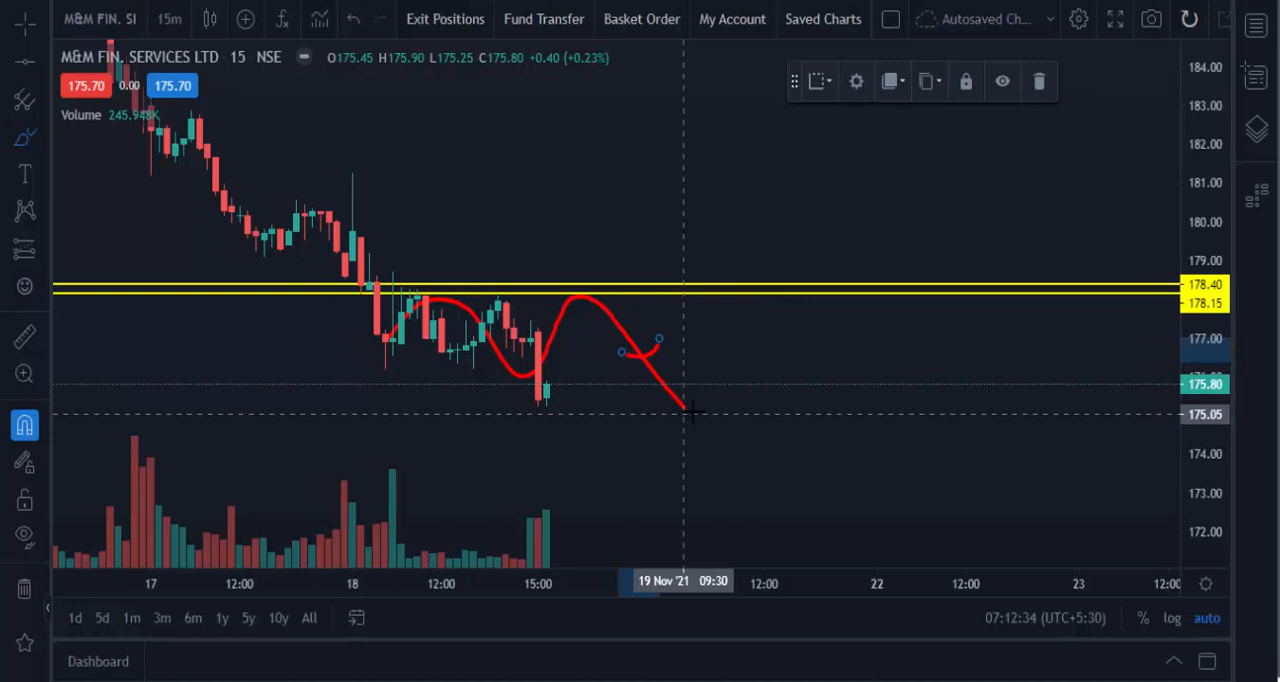 M&M FIN. SI 15m Exit Positions Fund Transfer Basket Order My Account Saved Charts Autosaved Ch...
M&M FIN. SERVICES LTD 15 NSE O175.45 H175.90 L175.25 C175.80 +0.40 (+0.23%)
175.70 0.00 175.70
Volume 245.948K
184.00
183.00
182.00
181.00
180.00
179.00
178.40
178.15
177.00
175.80
175.05
174.00
173.00
172.00
17 12:00 18 12:00 15:00 19 Nov '21 09:30 12:00 22 12:00 23 12:00
1d 5d 1m 3m 6m 1y 5y 10y All 07:12:34 (UTC+5:30) % log auto
Dashboard